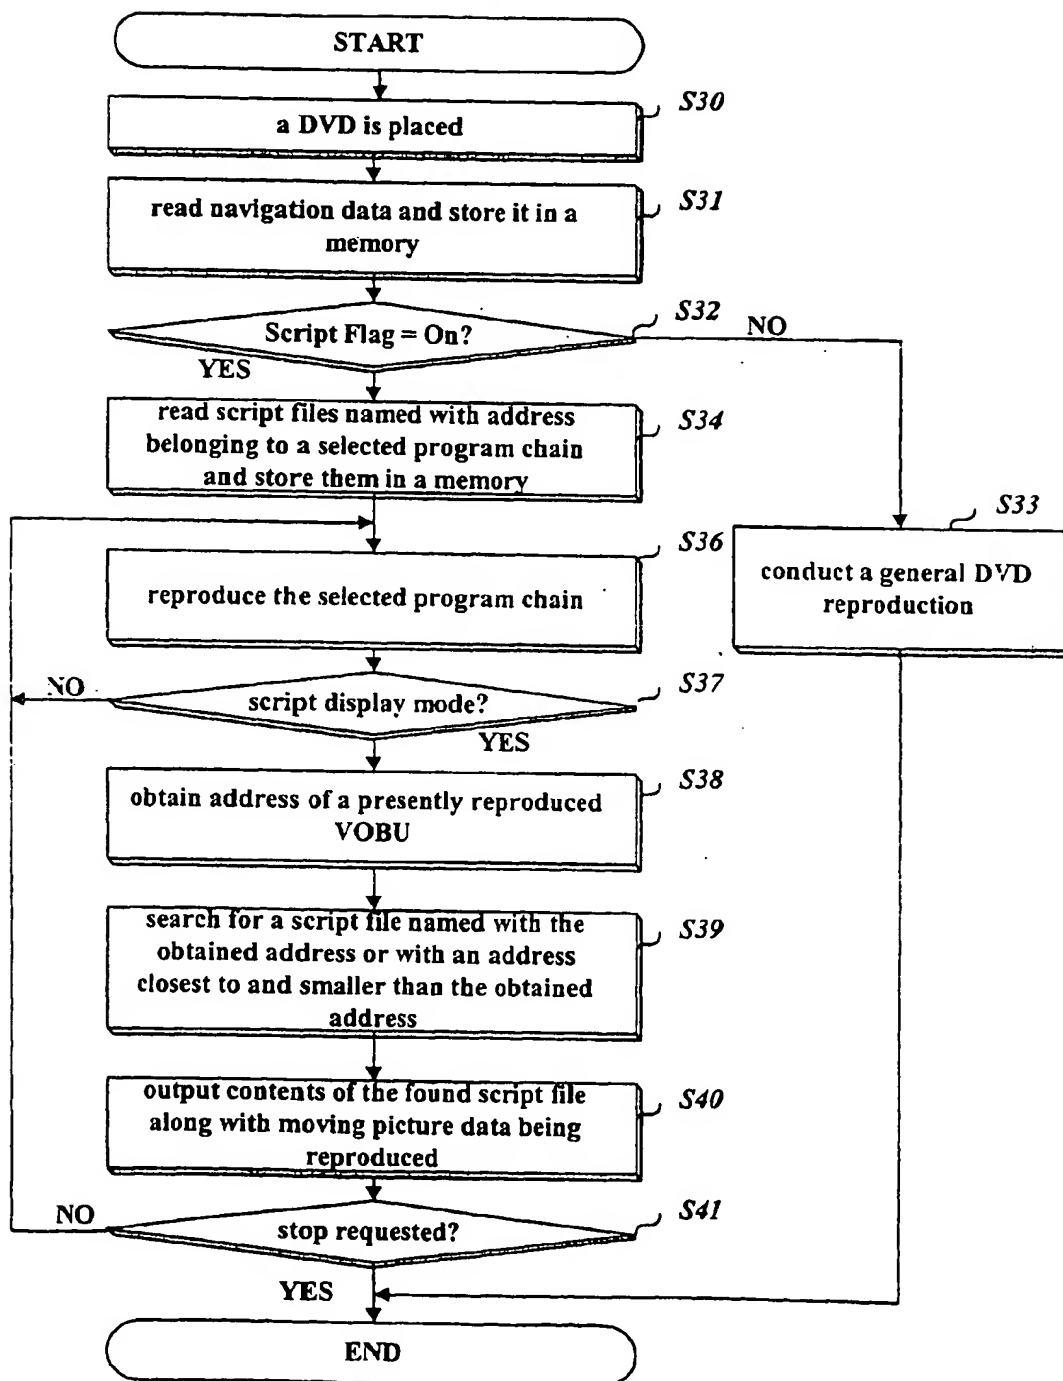 START
a DVD is placed
S30
read navigation data and store it in a
memory
S31
Script Flag = On?
S32
NO
YES
read script files named with address
belonging to a selected program chain
and store them in a memory
S34
S33
conduct a general DVD
reproduction
reproduce the selected program chain
S36
script display mode?
S37
NO
YES
obtain address of a presently reproduced
VOBU
S38
search for a script file named with the
obtained address or with an address
closest to and smaller than the obtained
address
S39
output contents of the found script file
along with moving picture data being
reproduced
S40
stop requested?
S41
NO
YES
END